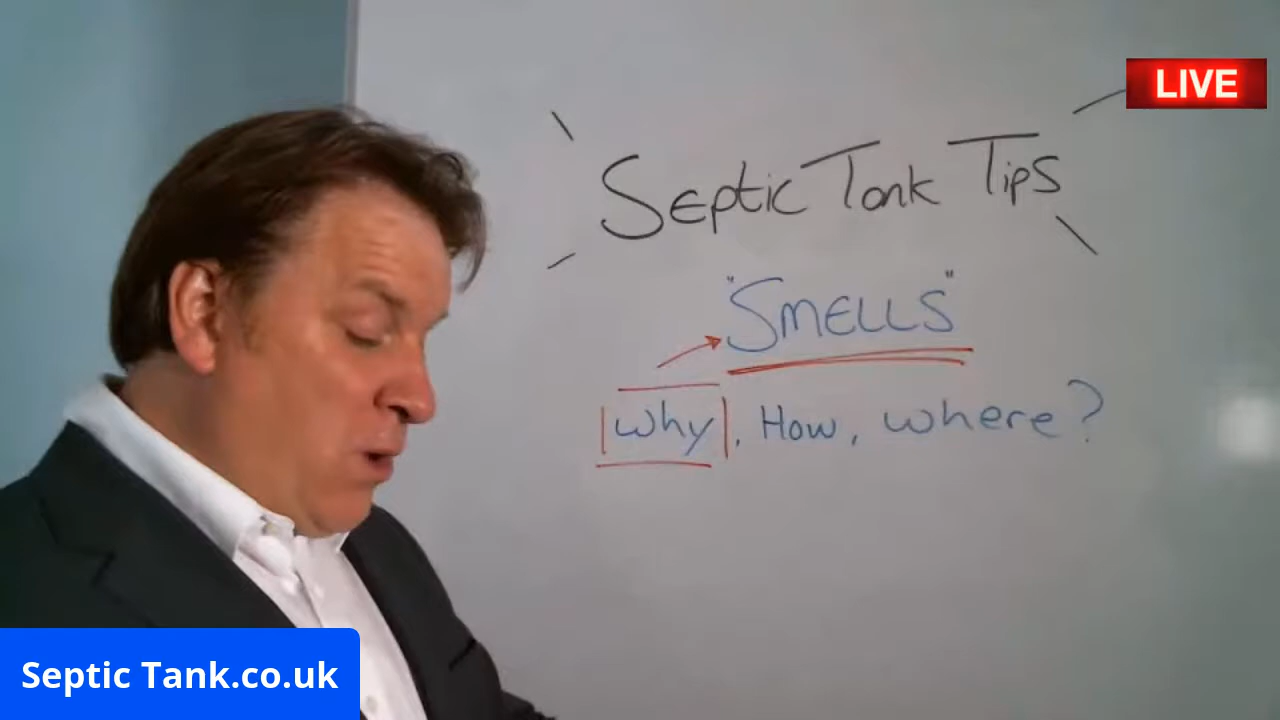 LIVE
Septic Tank Tips
"SMELLS"
Why, How, where?
Septic Tank.co.uk